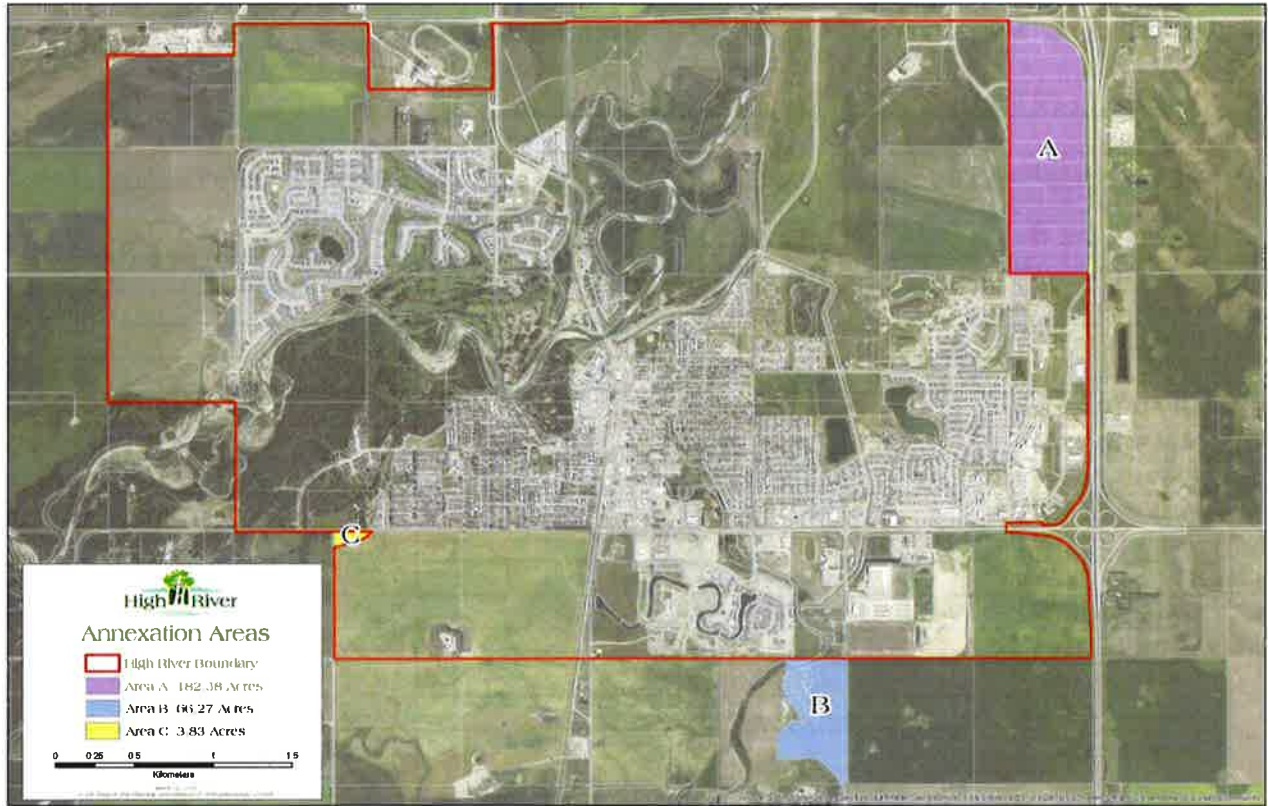 A
C
B
High River
Annexation Areas
High River Boundary
Area A 182.38 Acres
Area B 66.27 Acres
Area C 3.83 Acres
0 0.25 0.5 1 1.5
Kilometers